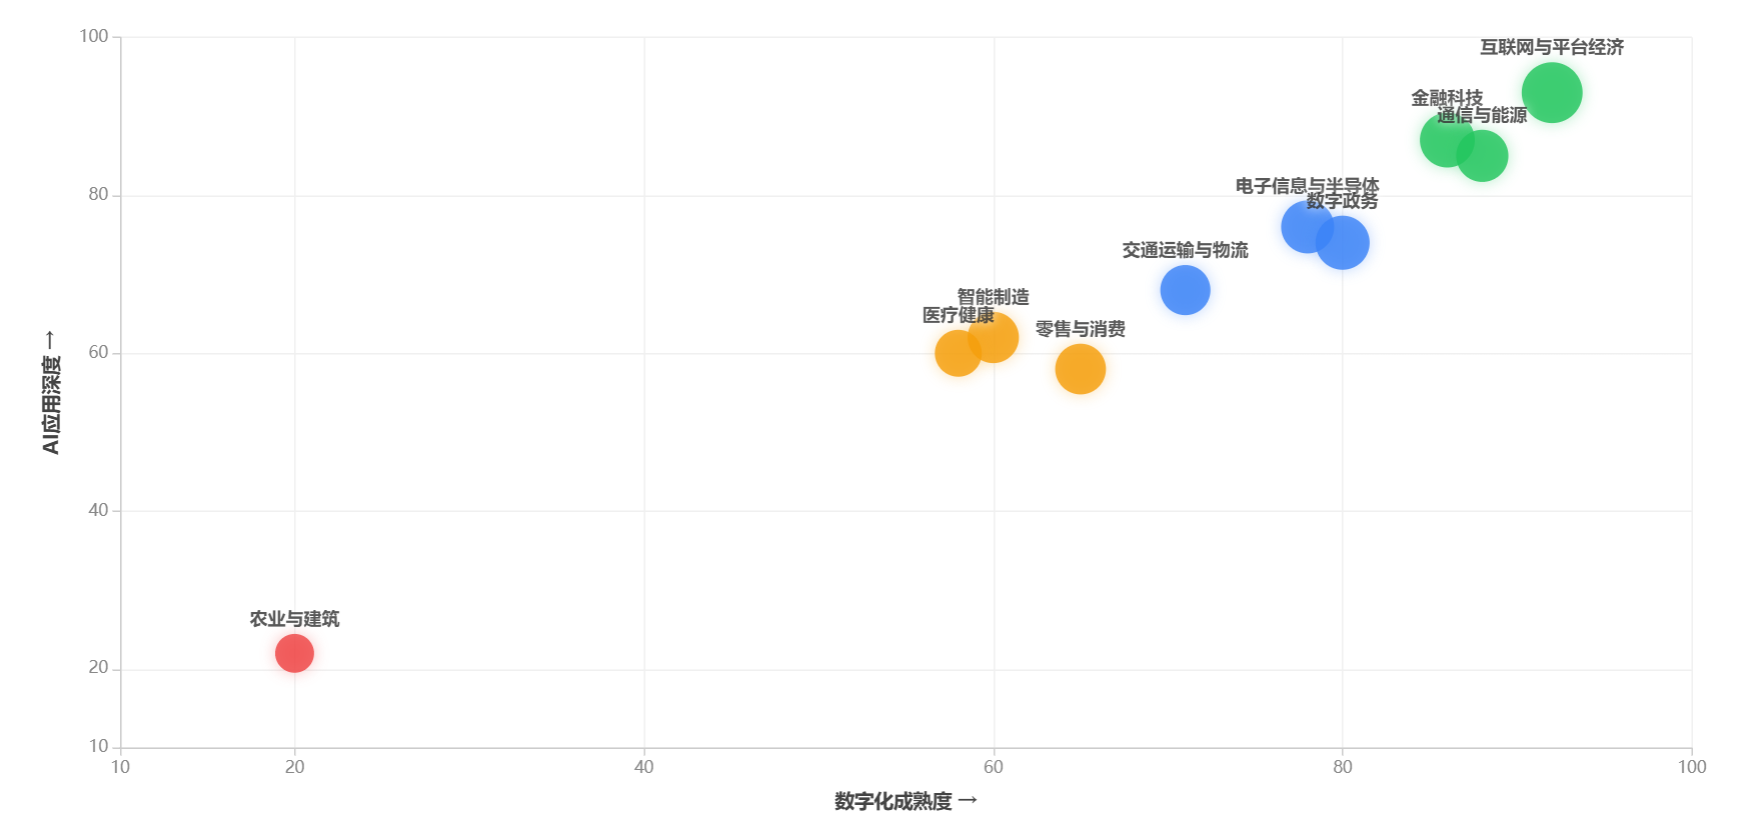 100
互联网与平台经济
金融科技
通信与能源
80
电子信息与半导体
数字政务
交通运输与物流
智能制造
医疗健康
零售与消费
60
AI应用深度 →
40
农业与建筑
20
10
10 20 40 60 80 100
数字化成熟度 →